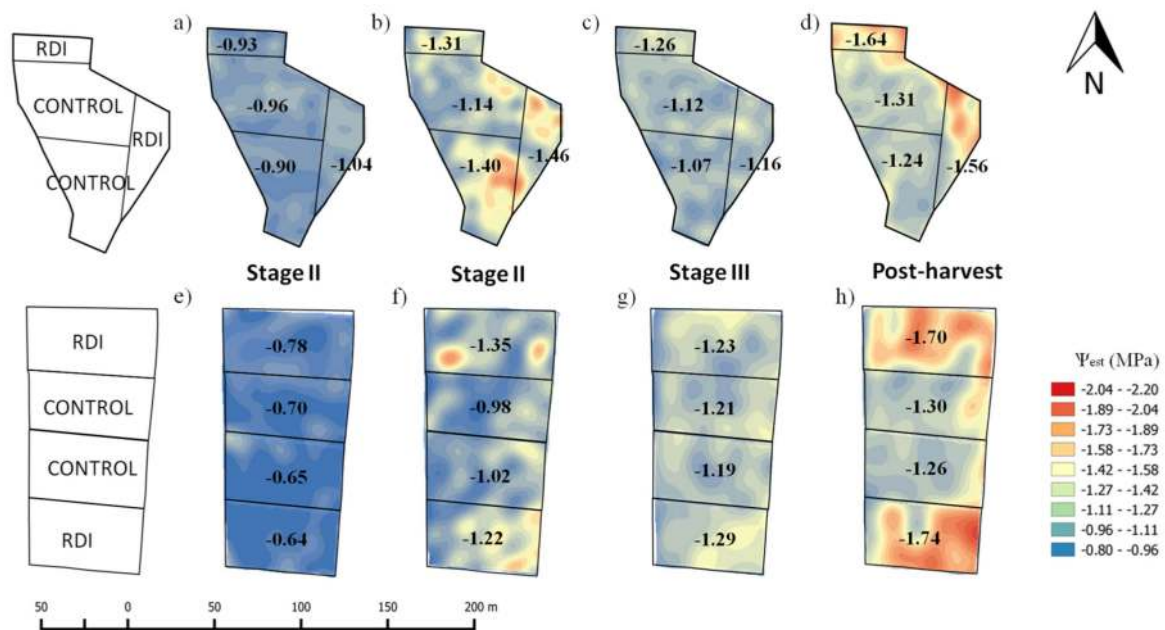 a) b) c) d)
RDI -0.93 -1.31 -1.26 -1.64
N
CONTROL -0.96 -1.14 -1.12 -1.31
RDI
CONTROL -0.90 -1.04 -1.40 -1.46 -1.07 -1.16 -1.24 -1.56
Stage II Stage II Stage III Post-harvest
e) f) g) h)
RDI -0.78 -1.35 -1.23 -1.70
CONTROL -0.70 -0.98 -1.21 -1.30
CONTROL -0.65 -1.02 -1.19 -1.26
RDI -0.64 -1.22 -1.29 -1.74
Ψest (MPa)
-2.04 - -2.20
-1.89 - -2.04
-1.73 - -1.89
-1.58 - -1.73
-1.42 - -1.58
-1.27 - -1.42
-1.11 - -1.27
-0.96 - -1.11
-0.80 - -0.96
50 0 50 100 150 200 m